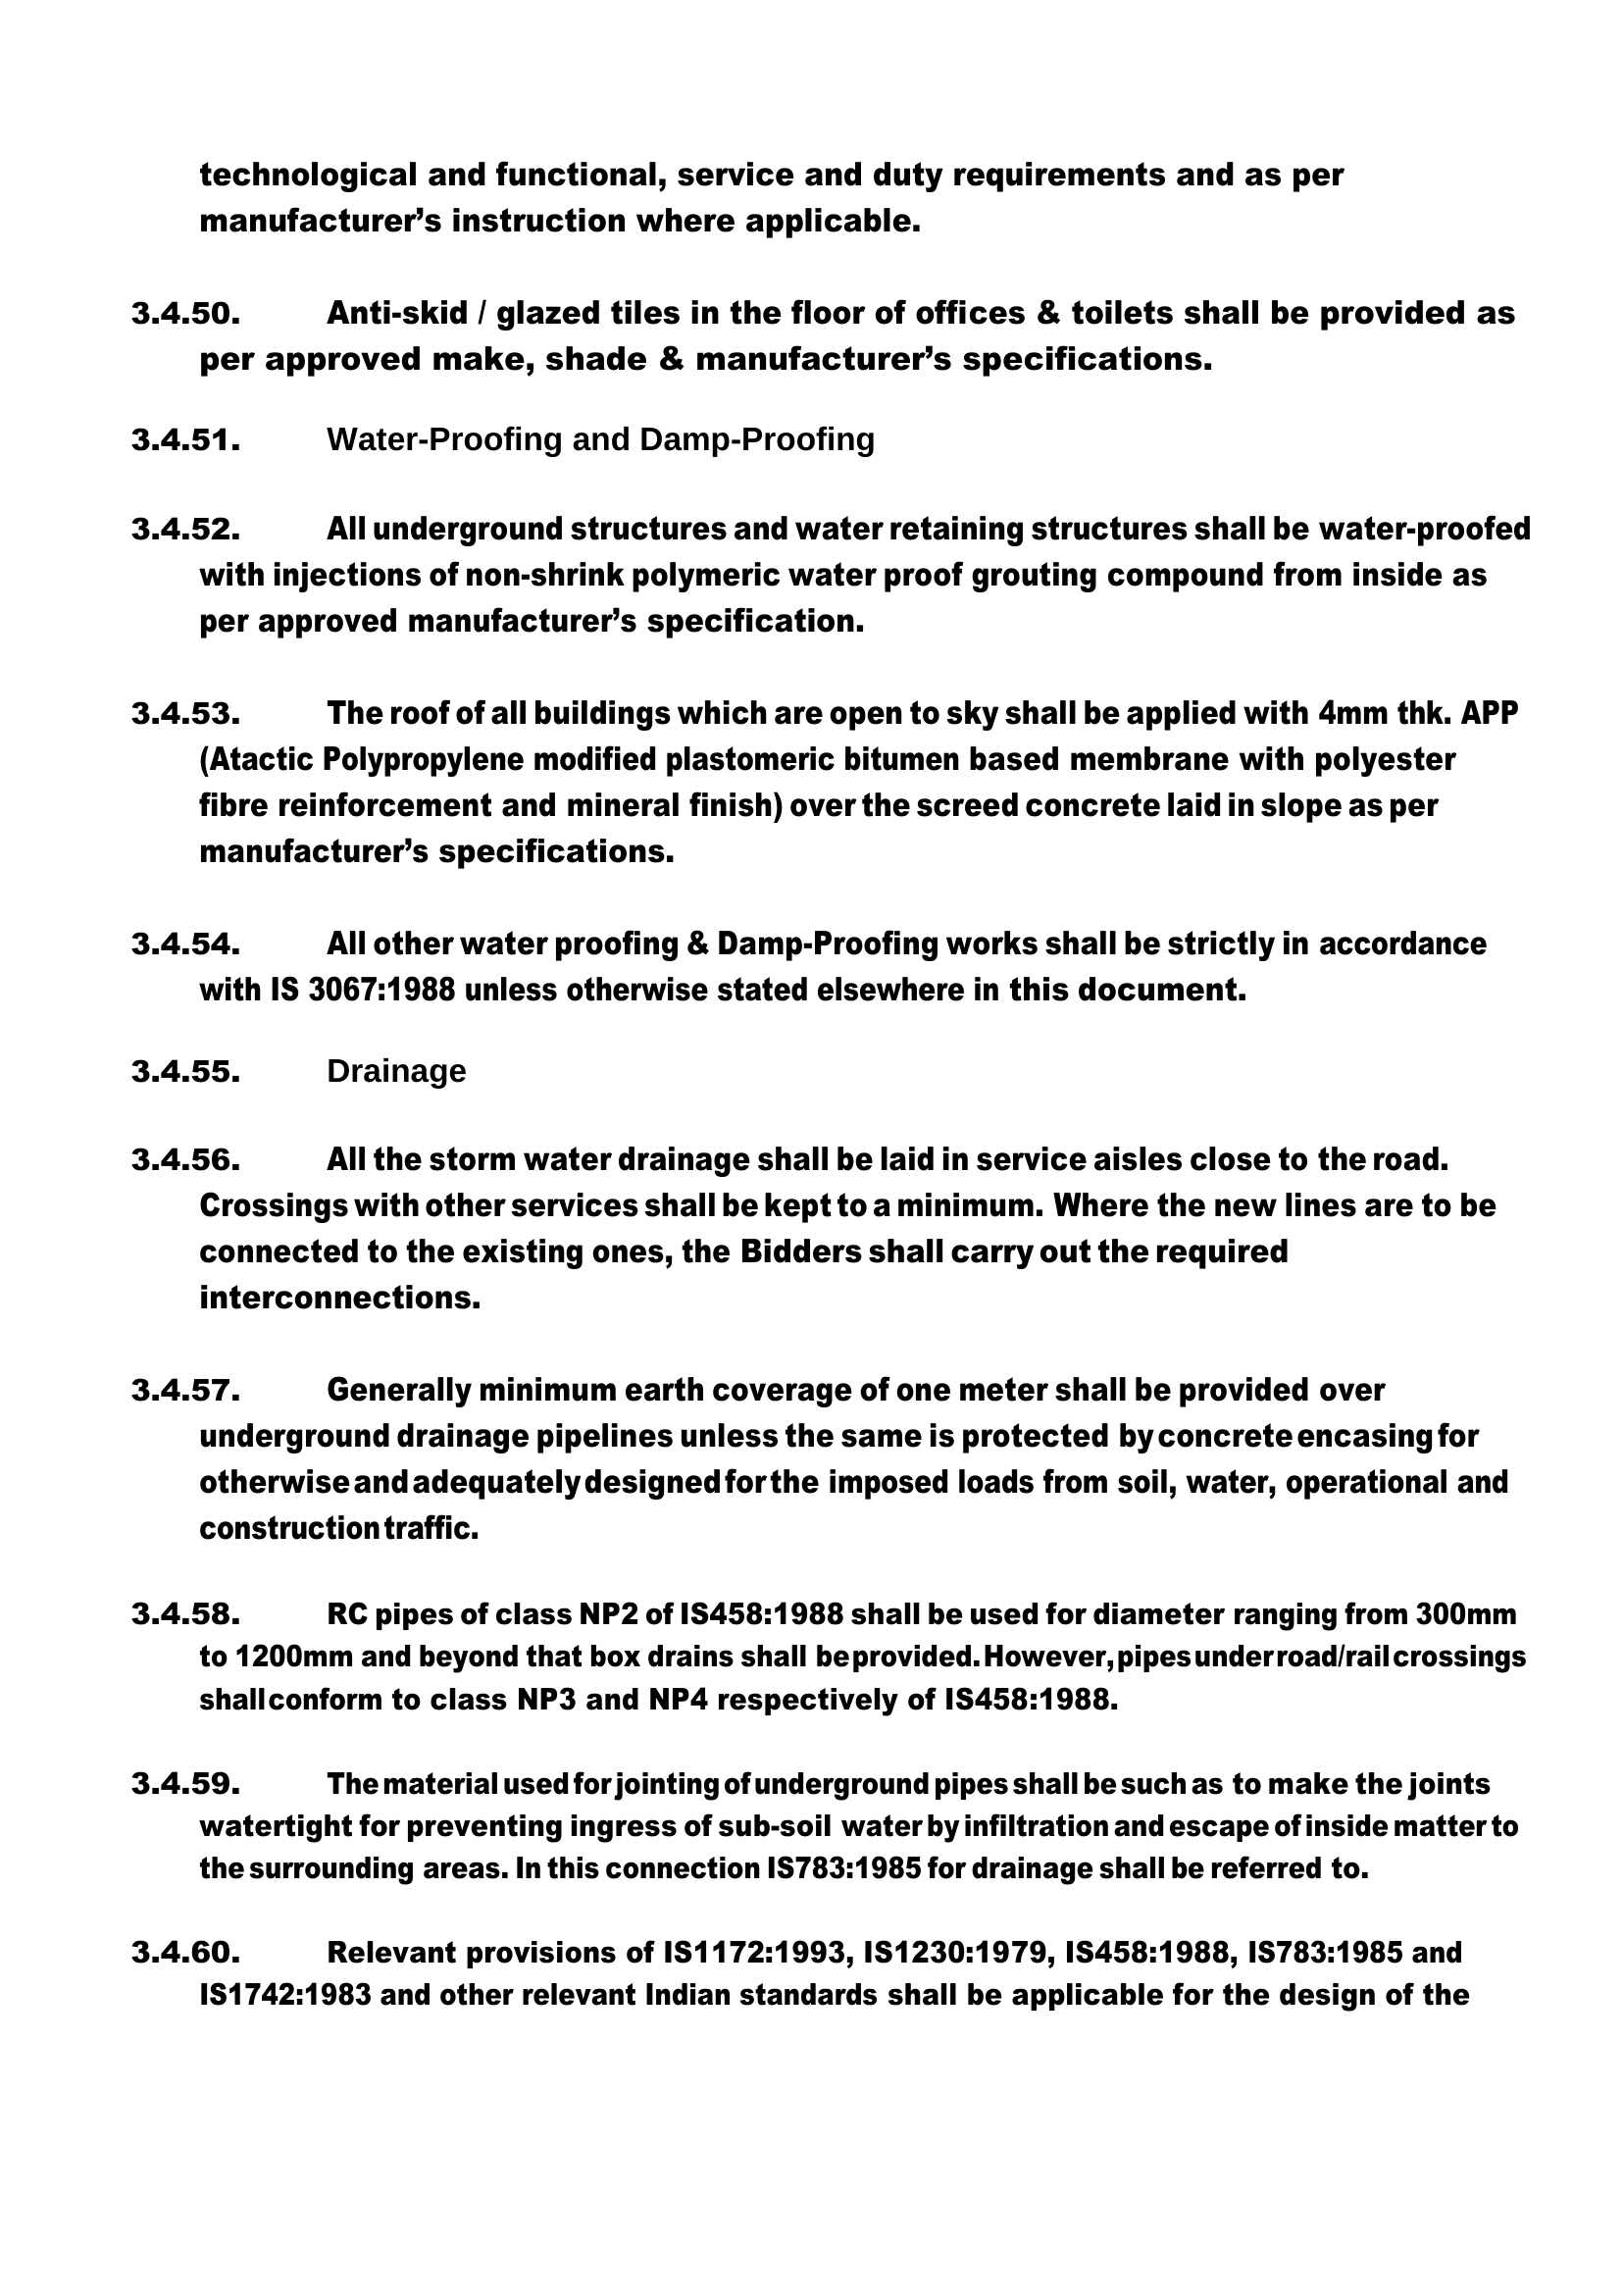 technological and functional, service and duty requirements and as per
manufacturer’s instruction where applicable.
3.4.50. Anti-skid / glazed tiles in the floor of offices & toilets shall be provided as
per approved make, shade & manufacturer’s specifications.
3.4.51. Water-Proofing and Damp-Proofing
3.4.52. All underground structures and water retaining structures shall be water-proofed
with injections of non-shrink polymeric water proof grouting compound from inside as
per approved manufacturer’s specification.
3.4.53. The roof of all buildings which are open to sky shall be applied with 4mm thk. APP
(Atactic Polypropylene modified plastomeric bitumen based membrane with polyester
fibre reinforcement and mineral finish) over the screed concrete laid in slope as per
manufacturer’s specifications.
3.4.54. All other water proofing & Damp-Proofing works shall be strictly in accordance
with IS 3067:1988 unless otherwise stated elsewhere in this document.
3.4.55. Drainage
3.4.56. All the storm water drainage shall be laid in service aisles close to the road.
Crossings with other services shall be kept to a minimum. Where the new lines are to be
connected to the existing ones, the Bidders shall carry out the required
interconnections.
3.4.57. Generally minimum earth coverage of one meter shall be provided over
underground drainage pipelines unless the same is protected by concrete encasing for
otherwise and adequately designed for the imposed loads from soil, water, operational and
construction traffic.
3.4.58. RC pipes of class NP2 of IS458:1988 shall be used for diameter ranging from 300mm
to 1200mm and beyond that box drains shall be provided. However, pipes under road/rail crossings
shall conform to class NP3 and NP4 respectively of IS458:1988.
3.4.59. The material used for jointing of underground pipes shall be such as to make the joints
watertight for preventing ingress of sub-soil water by infiltration and escape of inside matter to
the surrounding areas. In this connection IS783:1985 for drainage shall be referred to.
3.4.60. Relevant provisions of IS1172:1993, IS1230:1979, IS458:1988, IS783:1985 and
IS1742:1983 and other relevant Indian standards shall be applicable for the design of the